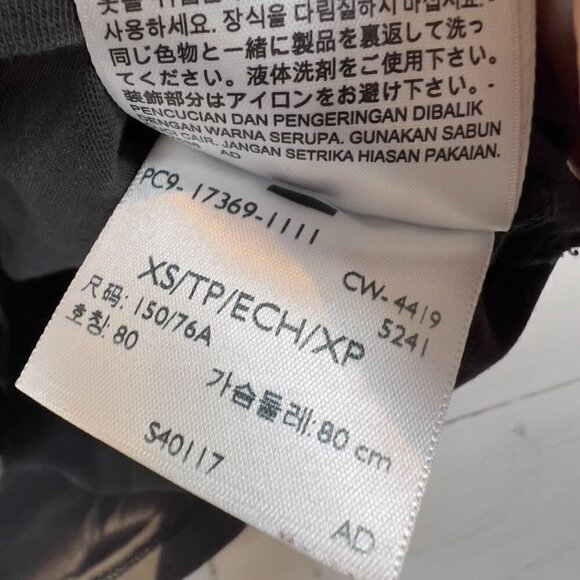 사용하세요. 장식을 다림질하지 마십시오.
同じ色物と一緒に製品を裏返して洗っ
てください。液体洗剤をご使用下さい。
装飾部分はアイロンをお避け下さい。
PENCUCIAN DAN PENGERINGAN DIBALIK
DENGAN WARNA SERUPA. GUNAKAN SABUN
CUCI CAIR. JANGAN SETRIKA HIASAN PAKAIAN.
AD
PC9-17369-1111
CW-4419
5241
XS/TP/ECH/XP
尺码: 150/76A
호칭: 80
가슴둘레: 80 cm
S40117
AD